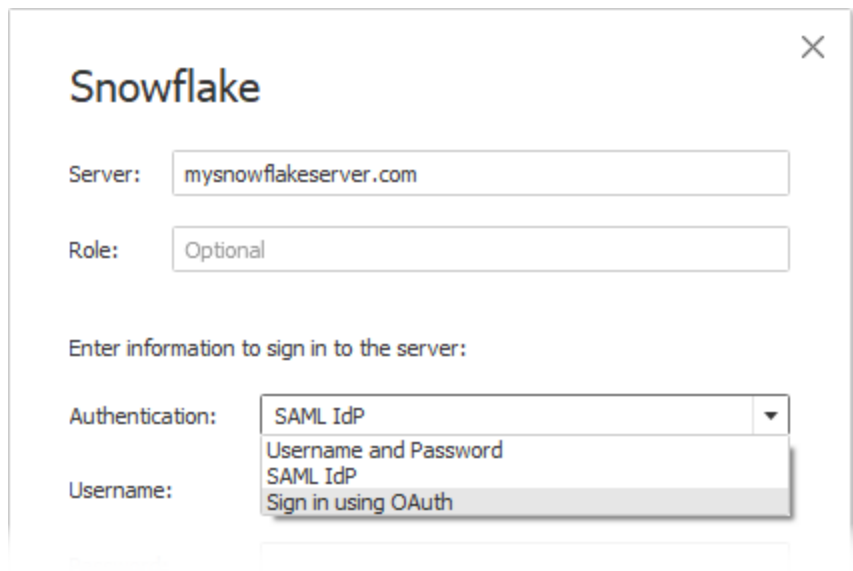 Snowflake
Server: mysnowflakeserver.com
Role: Optional
Enter information to sign in to the server:
Authentication: SAML IdP
Username and Password
SAML IdP
Username:
Sign in using OAuth